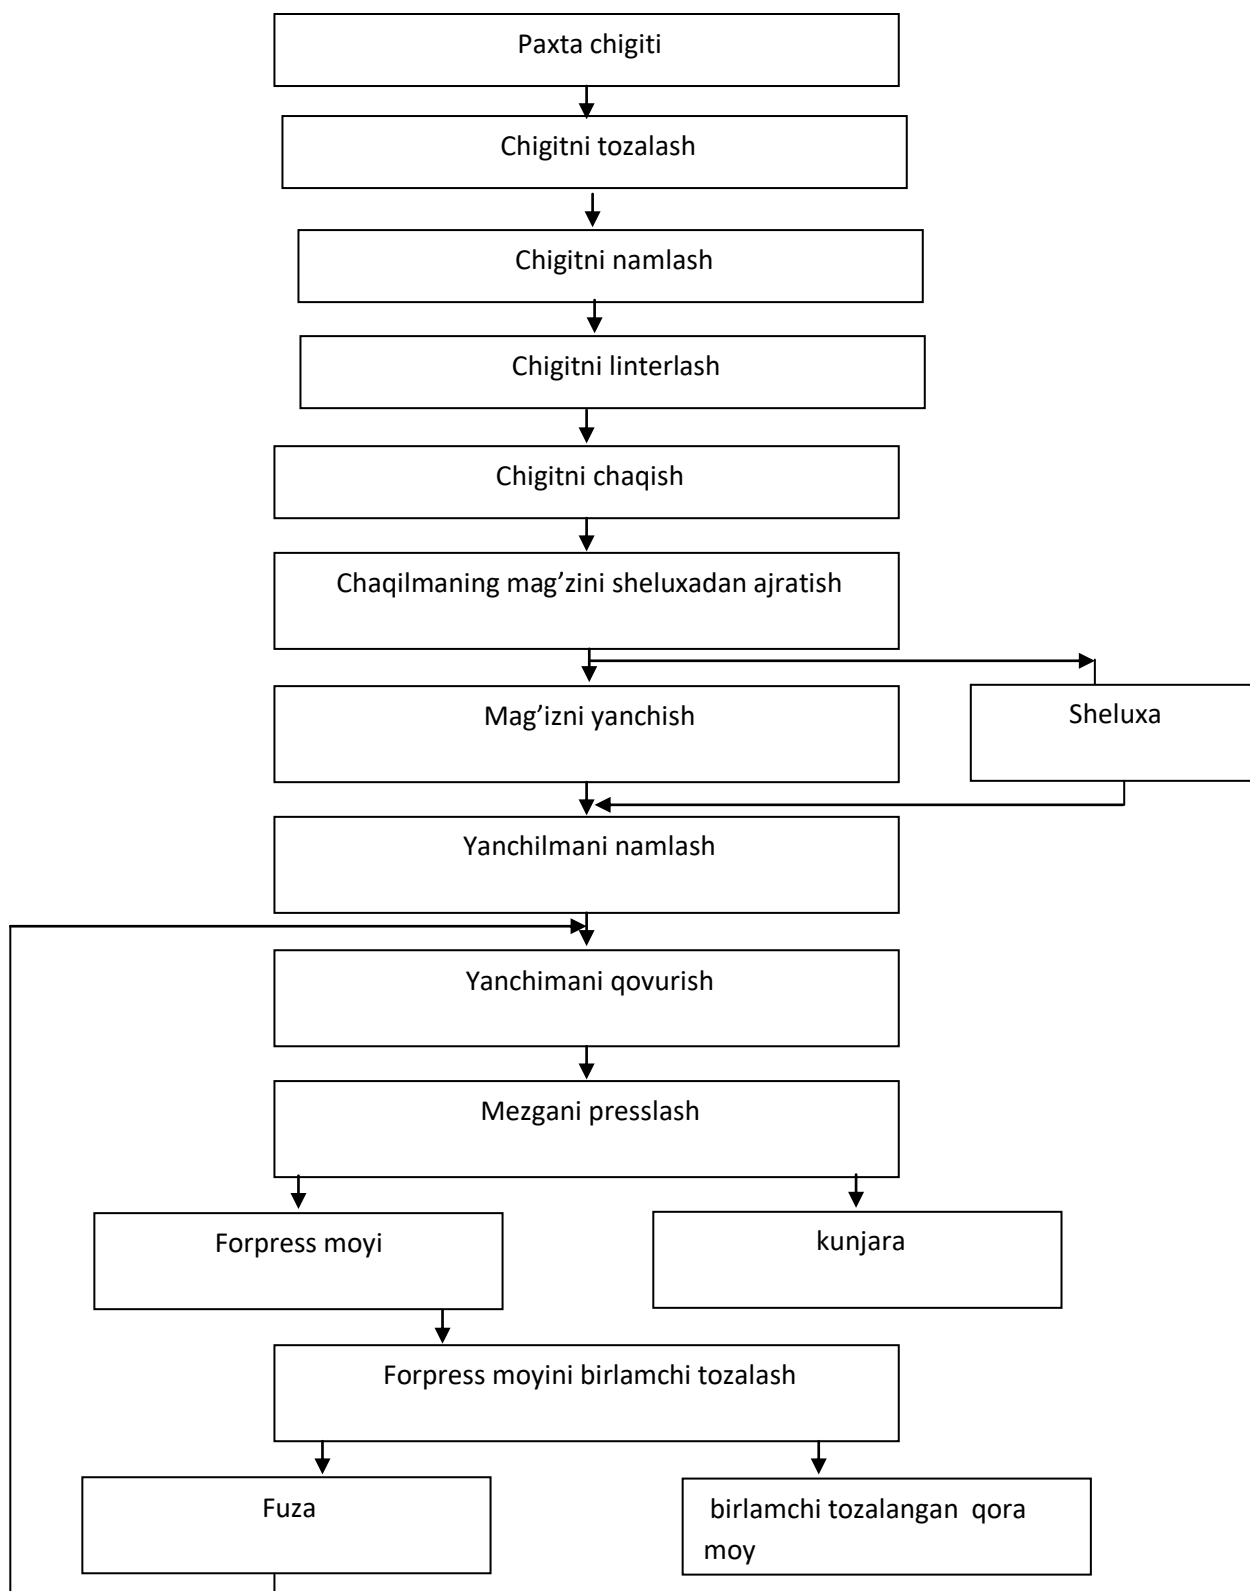 Paxta chigiti
Chigitni tozalash
Chigitni namlash
Chigitni linterlash
Chigitni chaqish
Chaqilmaning mag’zini sheluxadan ajratish
Mag’izni yanchish
Sheluxa
Yanchilmani namlash
Yanchimani qovurish
Mezgani presslash
Forpress moyi
kunjara
Forpress moyini birlamchi tozalash
Fuza
birlamchi tozalangan qora
moy